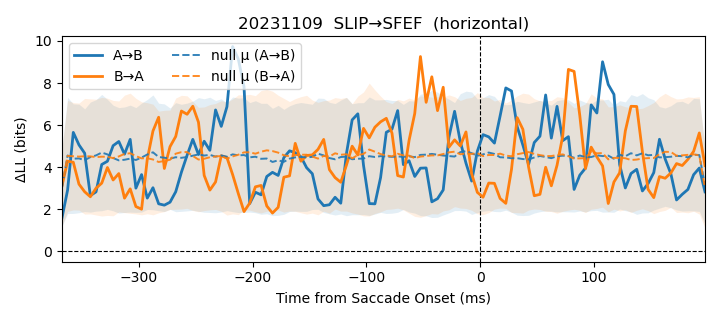 20231109  SLIP→SFEF  (horizontal)
A→B
B→A
null μ (A→B)
null μ (B→A)
ΔLL (bits)
10
8
6
4
2
0
−300
−200
−100
0
100
Time from Saccade Onset (ms)